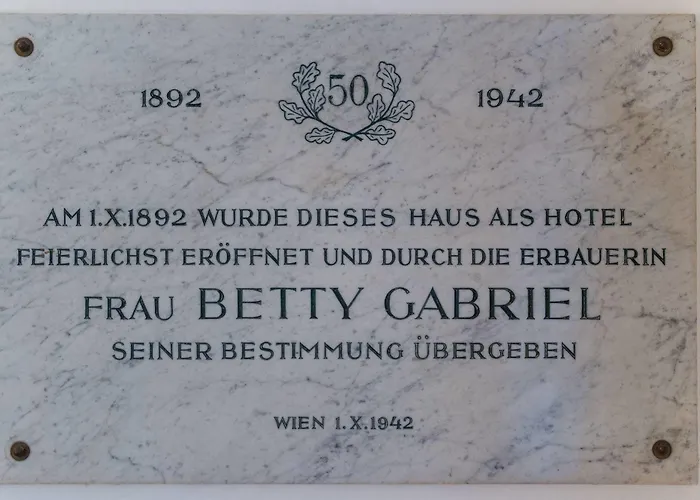 1892 50 1942
AM 1.X.1892 WURDE DIESES HAUS ALS HOTEL
FEIERLICHST ERÖFFNET UND DURCH DIE ERBAUERIN
FRAU BETTY GABRIEL
SEINER BESTIMMUNG ÜBERGEBEN
WIEN 1.X.1942